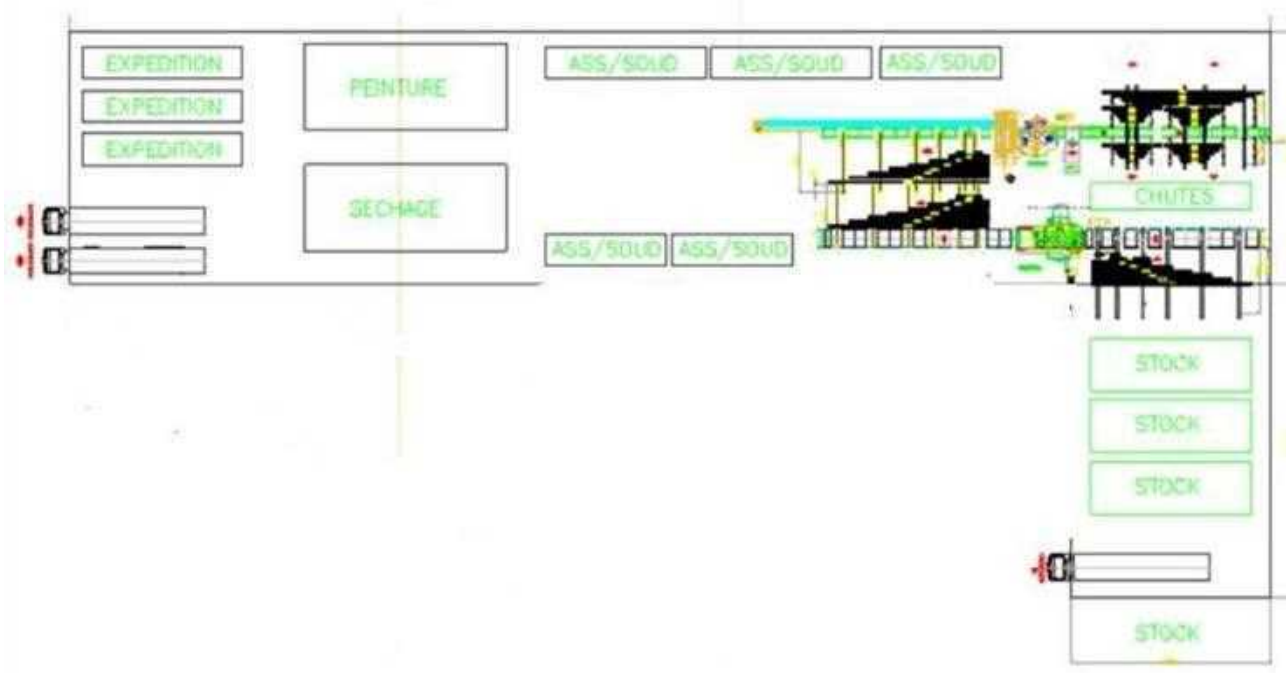 EXPEDITION
EXPEDITION
EXPEDITION
PEINTURE
SECHAGE
ASS/SOUD
ASS/SOUD
ASS/SOUD
ASS/SOUD
ASS/SOUD
CHUTES
STOCK
STOCK
STOCK
STOCK